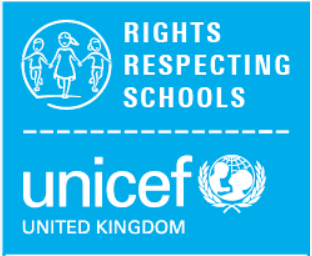 RIGHTS
RESPECTING
SCHOOLS
unicef
UNITED KINGDOM